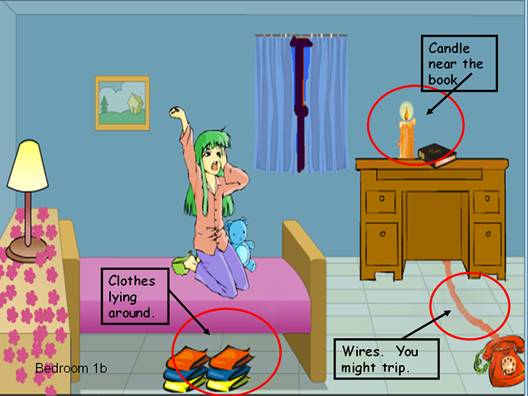 Candle
near the
book
Clothes
lying
around.
Wires. You
might trip.
Bedroom 1b